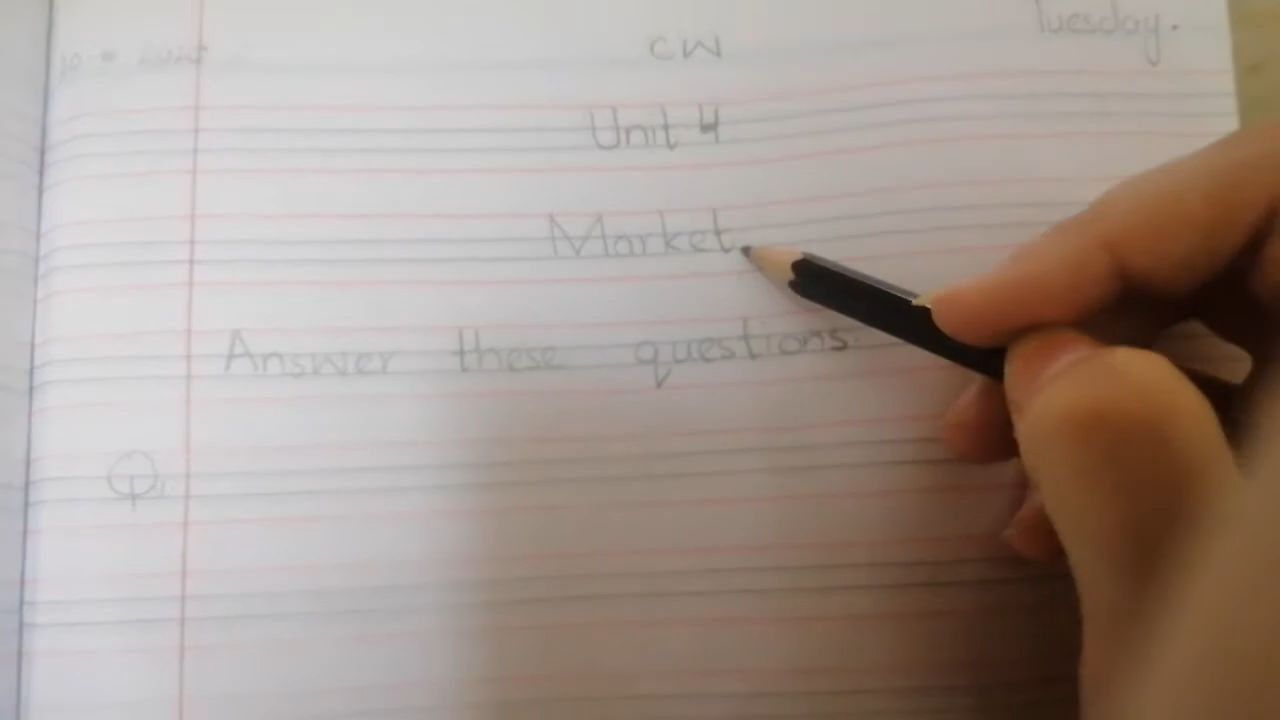 Tuesday.
CW
Unit 4
Market
Answer these questions.
Q1